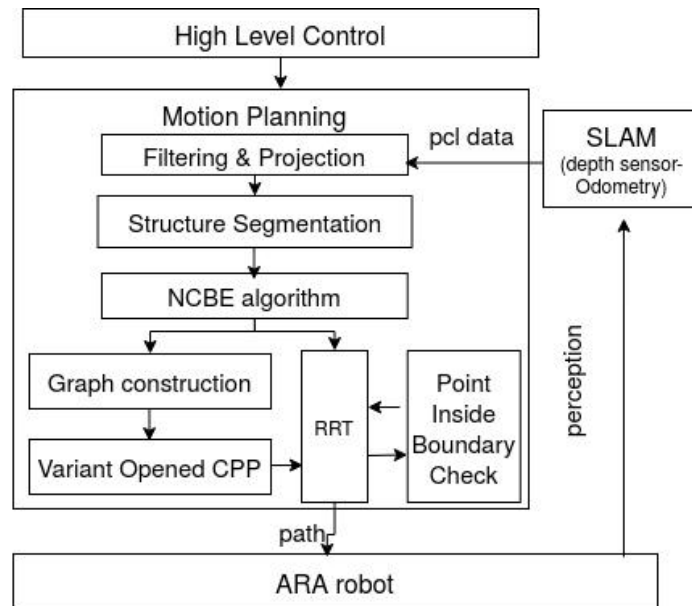 High Level Control
Motion Planning
Filtering & Projection
pcl data
SLAM
(depth sensor-
Odometry)
Structure Segmentation
NCBE algorithm
Graph construction
RRT
Point
Inside
Boundary
Check
Variant Opened CPP
perception
path
ARA robot